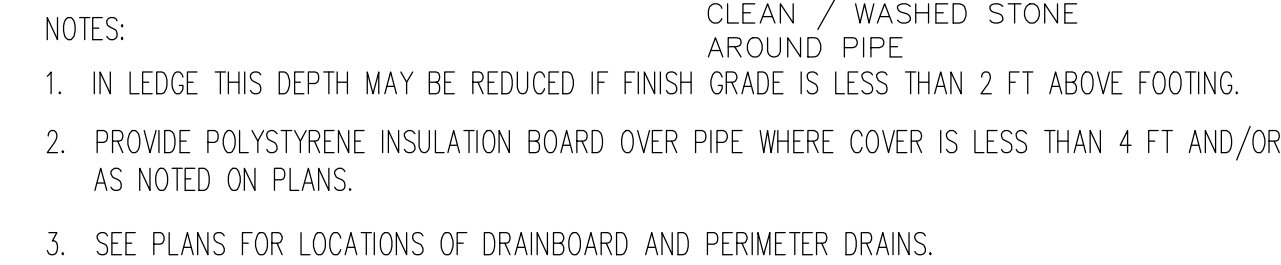 CLEAN / WASHED STONE
AROUND PIPE
NOTES:
1. IN LEDGE THIS DEPTH MAY BE REDUCED IF FINISH GRADE IS LESS THAN 2 FT ABOVE FOOTING.
2. PROVIDE POLYSTYRENE INSULATION BOARD OVER PIPE WHERE COVER IS LESS THAN 4 FT AND/OR
AS NOTED ON PLANS.
3. SEE PLANS FOR LOCATIONS OF DRAINBOARD AND PERIMETER DRAINS.